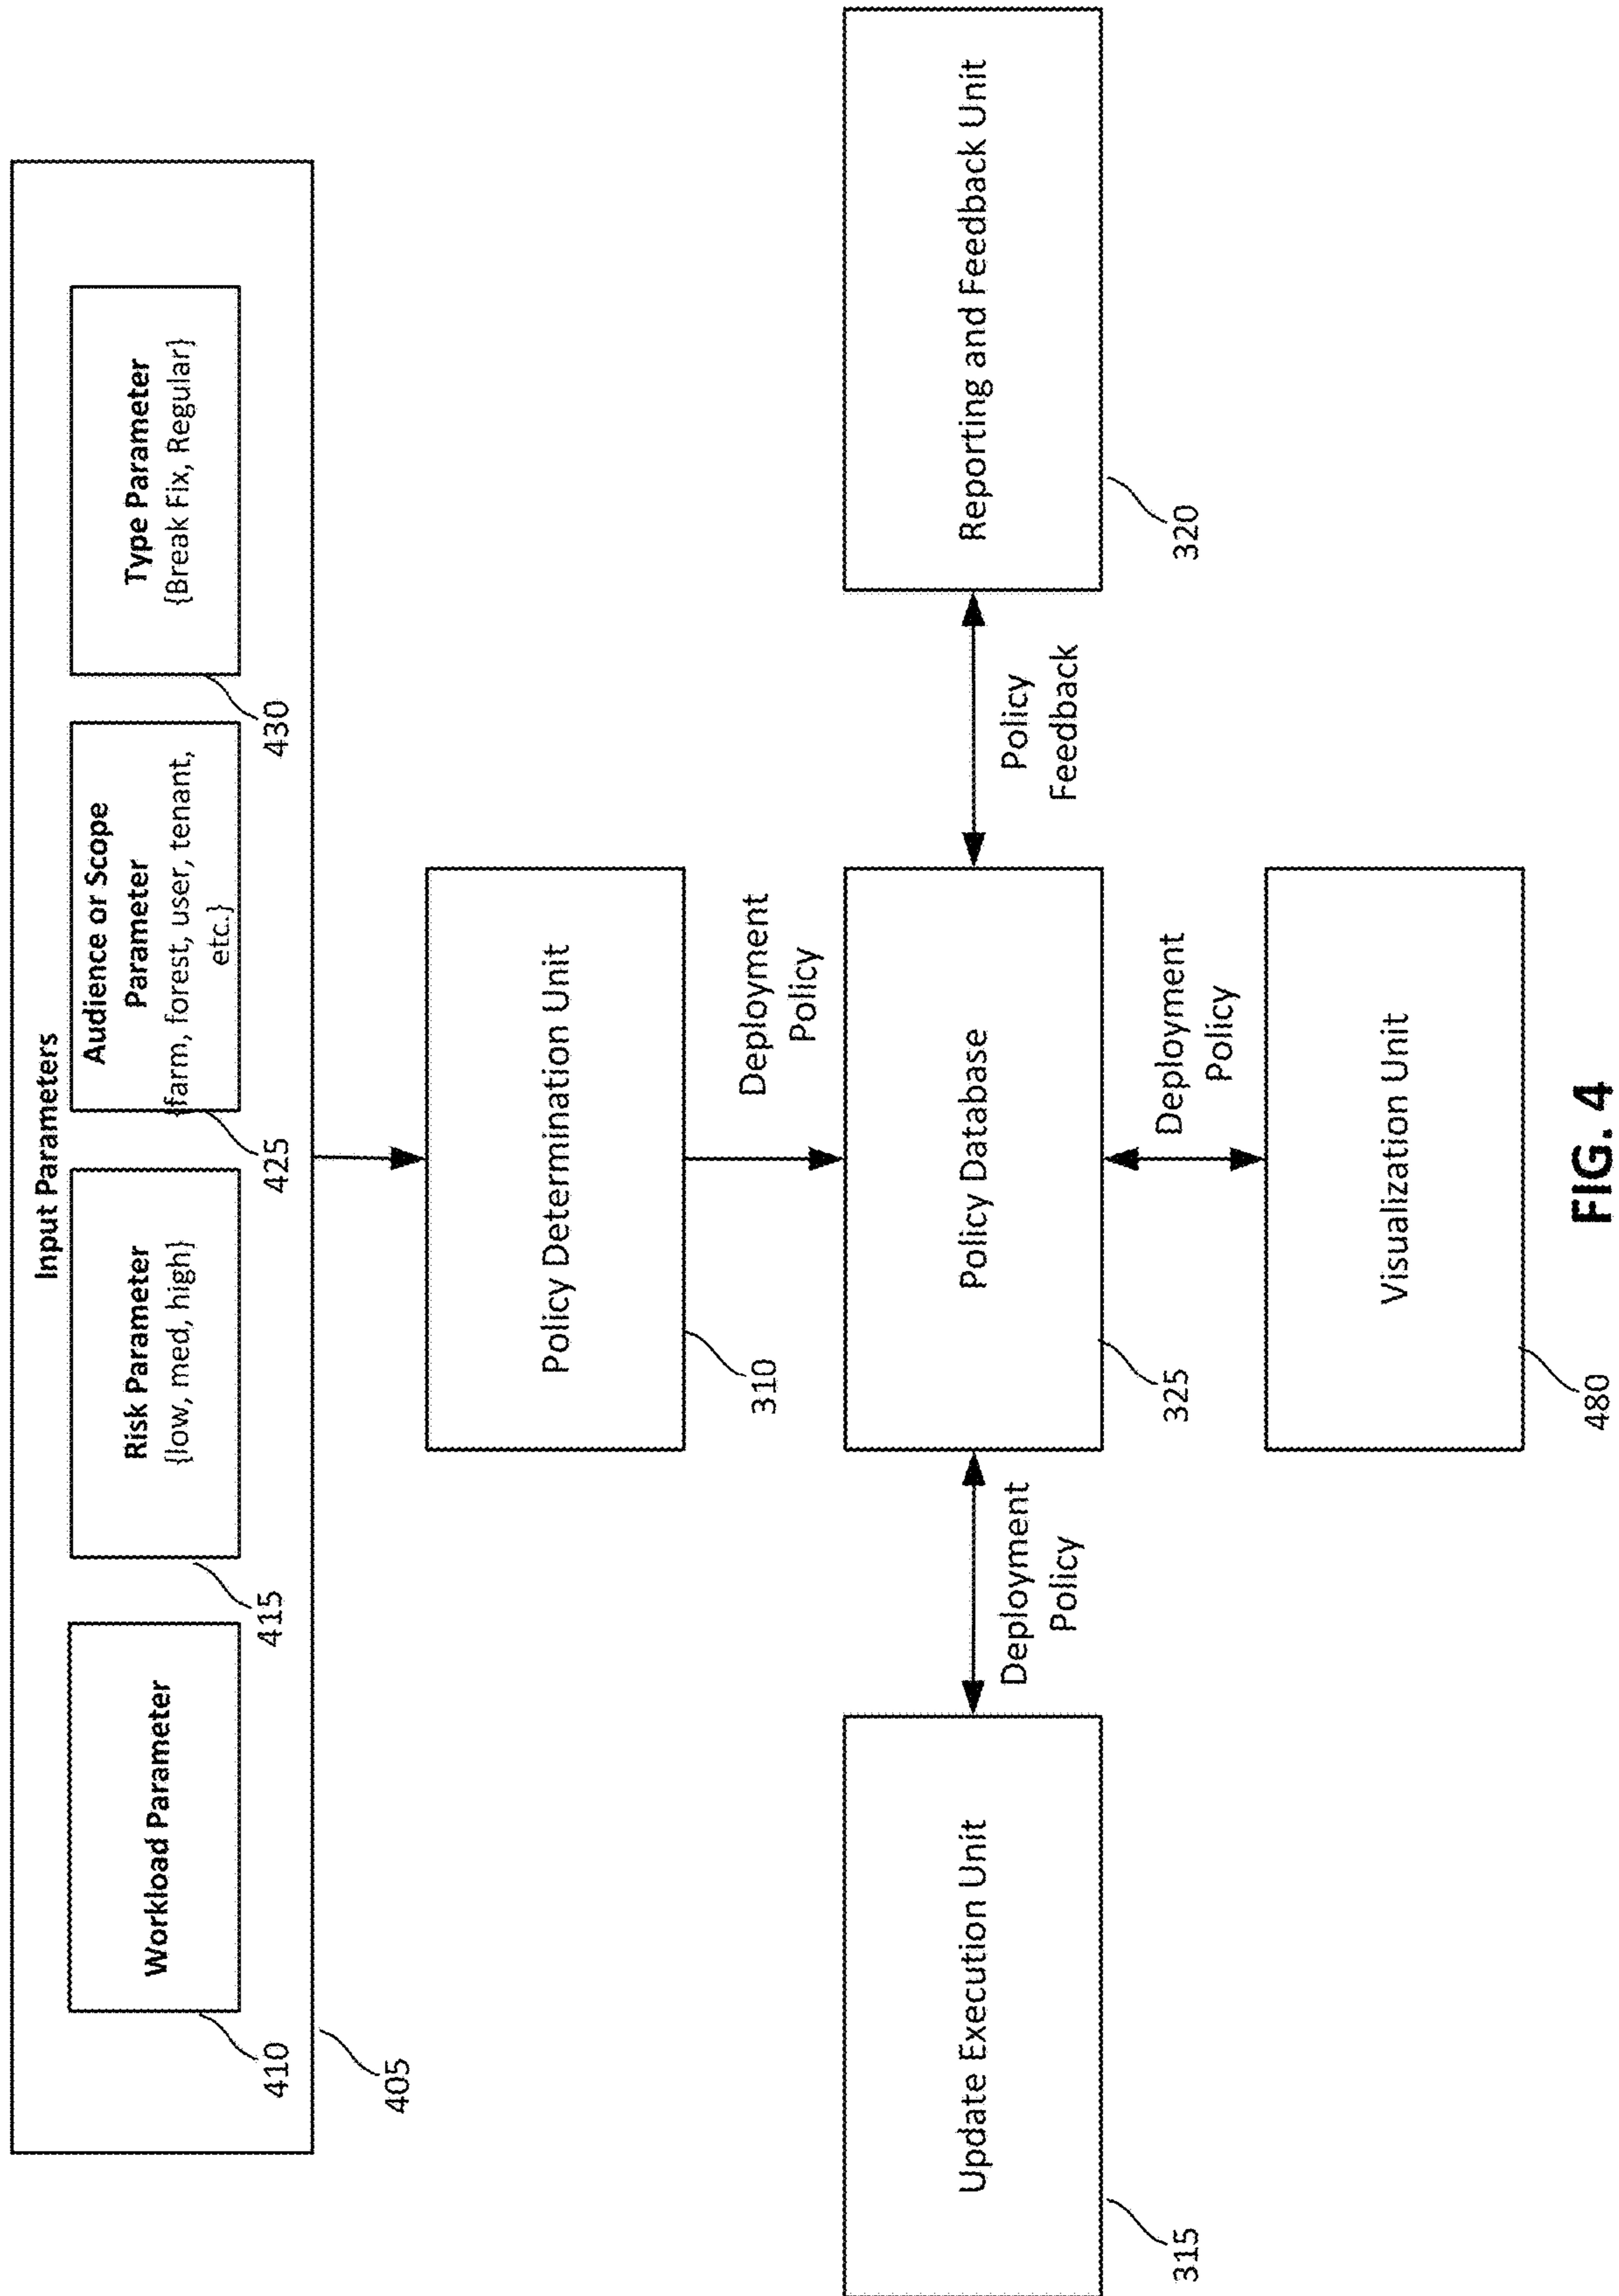 Input Parameters
Workload Parameter
Risk Parameter
{low, med, high}
Audience or Scope
Parameter
{farm, forest, user, tenant,
etc.}
Type Parameter
{Break Fix, Regular}
410
415
425
430
405
Policy Determination Unit
310
Deployment
Policy
Update Execution Unit
315
Deployment
Policy
Policy Database
325
Policy
Feedback
Reporting and Feedback Unit
320
Deployment
Policy
Visualization Unit
480
FIG. 4